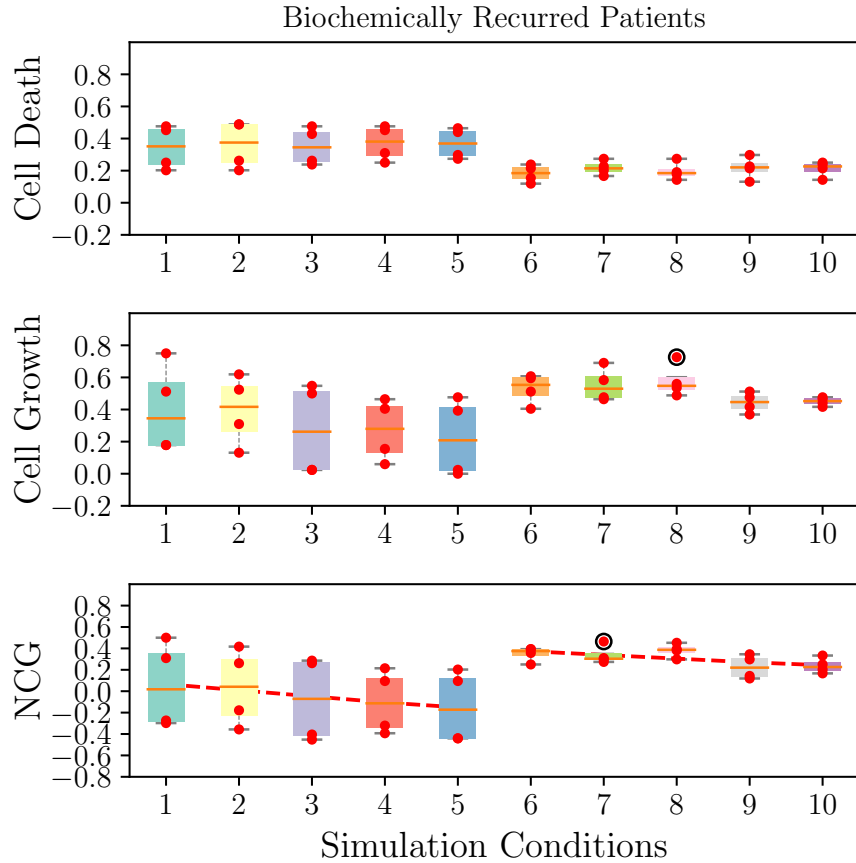 Biochemically Recurred Patients
Cell Death
0.8
0.6
0.4
0.2
0.0
−0.2
1 2 3 4 5 6 7 8 9 10
Cell Growth
0.8
0.6
0.4
0.2
0.0
−0.2
1 2 3 4 5 6 7 8 9 10
NCG
0.8
0.6
0.4
0.2
0.0
−0.2
−0.4
−0.6
−0.8
1 2 3 4 5 6 7 8 9 10
Simulation Conditions